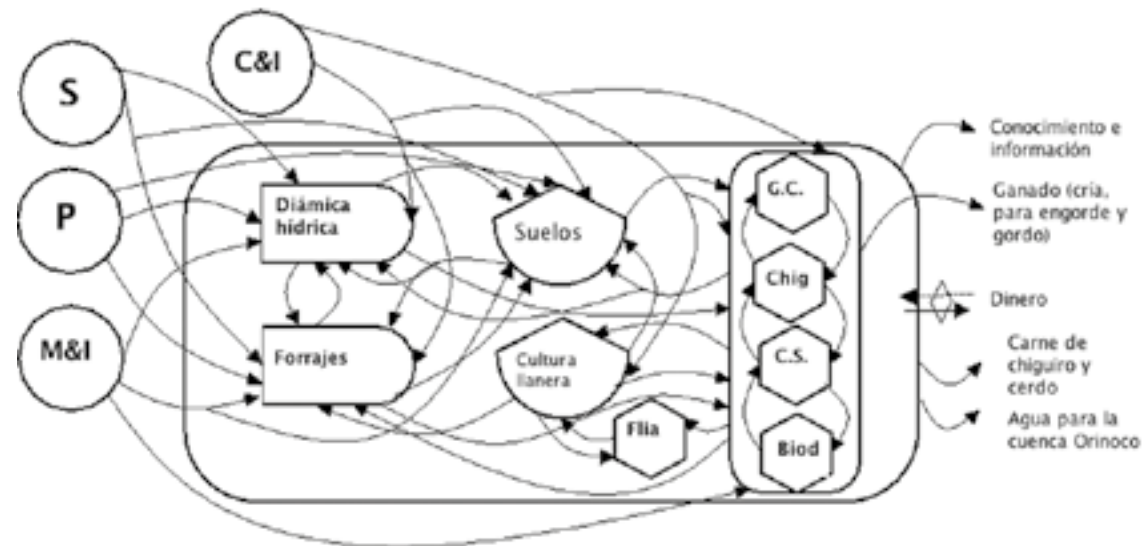 C&I
S
P
M&I
Diámica
hídrica
Suelos
Forrajes
Cultura
llanera
Flia
G.C.
Chig
C.S.
Biod
Conocimiento e
información
Ganado (cría,
para engorde y
gordo)
Dinero
Carne de
chiguiro y
cerdo
Agua para la
cuenca Orinoco